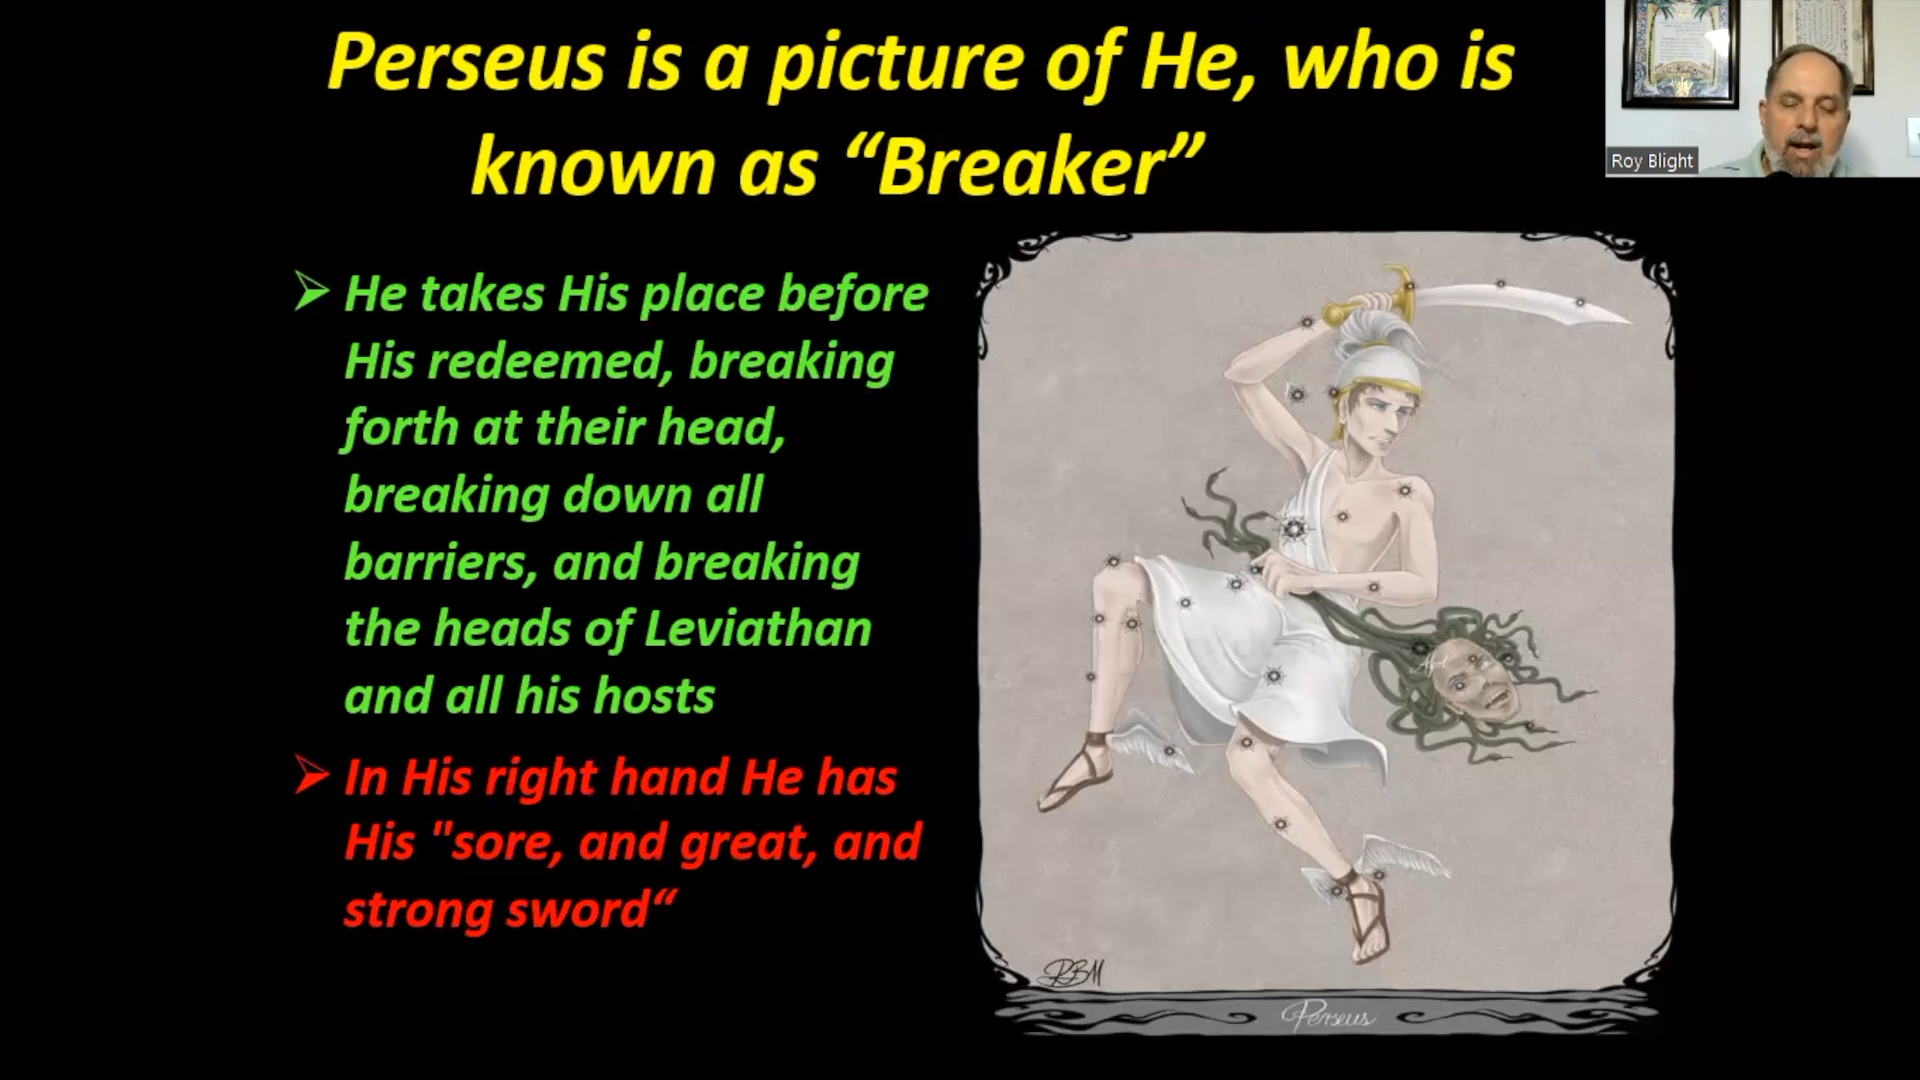 Perseus is a picture of He, who is
known as “Breaker”
Roy Blight
He takes His place before
His redeemed, breaking
forth at their head,
breaking down all
barriers, and breaking
the heads of Leviathan
and all his hosts
In His right hand He has
His "sore, and great, and
strong sword“
Algol
RBM
Perseus